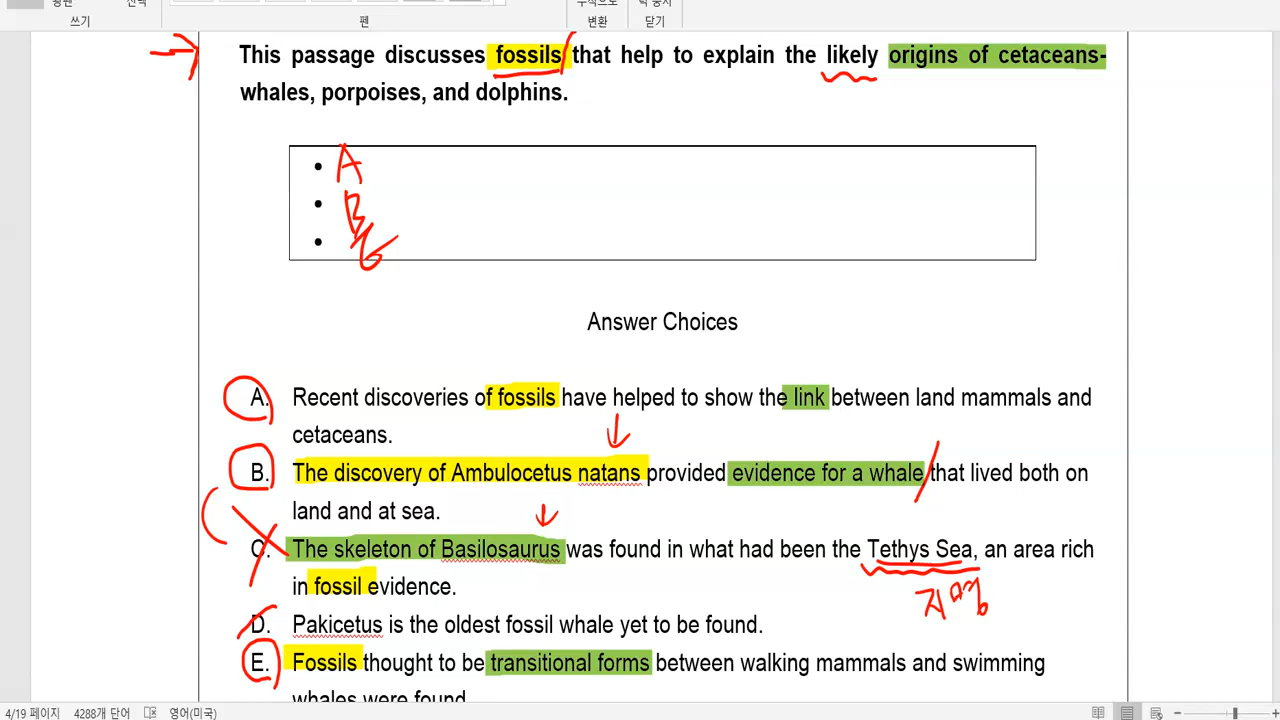 쓰기
펜
변환
닫기
This passage discusses fossils that help to explain the likely origins of cetaceans-
whales, porpoises, and dolphins.
• A
• B
•
Answer Choices
A. Recent discoveries of fossils have helped to show the link between land mammals and
cetaceans.
B. The discovery of Ambulocetus natans provided evidence for a whale that lived both on
land and at sea.
C. The skeleton of Basilosaurus was found in what had been the Tethys Sea, an area rich
in fossil evidence.
지명
D. Pakicetus is the oldest fossil whale yet to be found.
E. Fossils thought to be transitional forms between walking mammals and swimming
whales were found
4/19 페이지 4288개 단어 영어(미국)